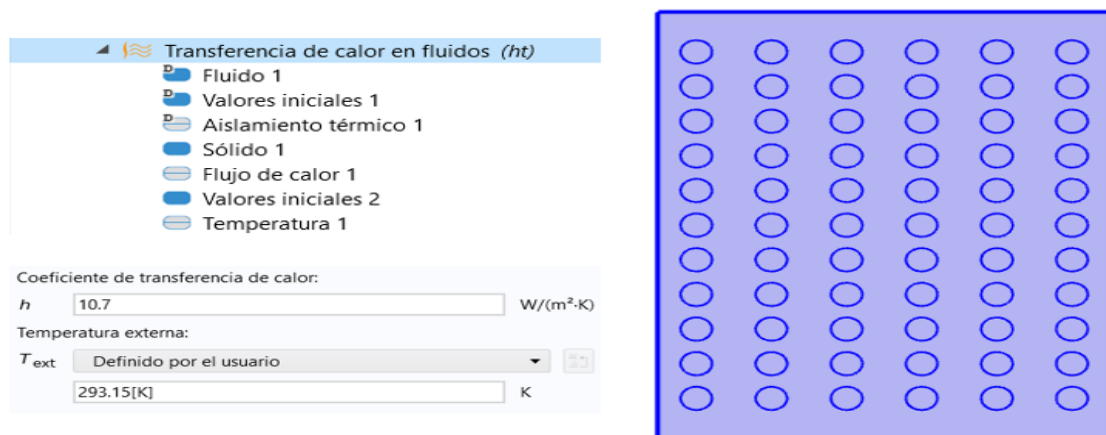 Transferencia de calor en fluidos (ht)
D Fluido 1
D Valores iniciales 1
D Aislamiento térmico 1
Sólido 1
Flujo de calor 1
Valores iniciales 2
Temperatura 1
Coeficiente de transferencia de calor:
h 10.7 W/(m²·K)
Temperatura externa:
T ext Definido por el usuario
293.15[K] K